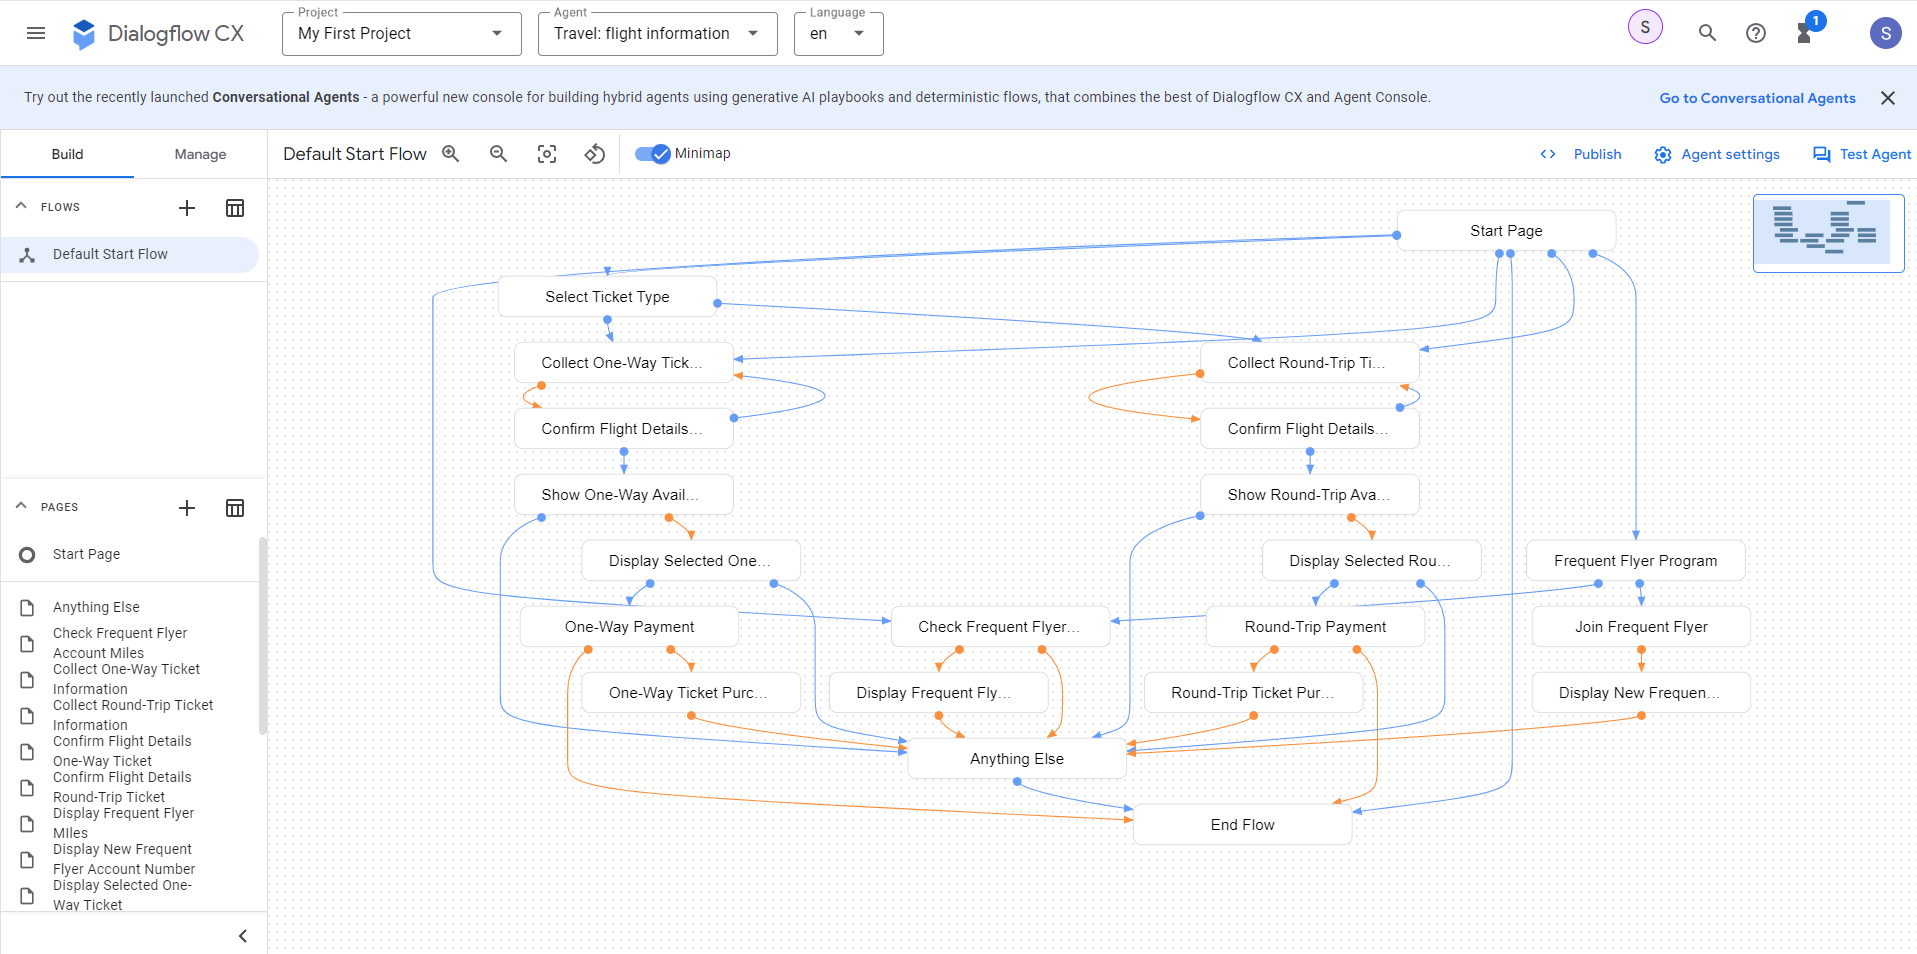 Dialogflow CX
Project
My First Project
Agent
Travel: flight information
Language
en
S
1
S
Try out the recently launched Conversational Agents - a powerful new console for building hybrid agents using generative AI playbooks and deterministic flows, that combines the best of Dialogflow CX and Agent Console.
Go to Conversational Agents
Build
Manage
Default Start Flow
Minimap
Publish
Agent settings
Test Agent
FLOWS
Default Start Flow
PAGES
Start Page
Anything Else
Check Frequent Flyer
Account Miles
Collect One-Way Ticket
Information
Collect Round-Trip Ticket
Information
Confirm Flight Details
One-Way Ticket
Confirm Flight Details
Round-Trip Ticket
Display Frequent Flyer
MIles
Display New Frequent
Flyer Account Number
Display Selected One-
Way Ticket
Start Page
Select Ticket Type
Collect One-Way Tick...
Collect Round-Trip Ti...
Confirm Flight Details...
Confirm Flight Details...
Show One-Way Avail...
Show Round-Trip Ava...
Display Selected One...
Display Selected Rou...
Frequent Flyer Program
One-Way Payment
Check Frequent Flyer...
Round-Trip Payment
Join Frequent Flyer
One-Way Ticket Purc...
Display Frequent Fly...
Round-Trip Ticket Pur...
Display New Frequen...
Anything Else
End Flow